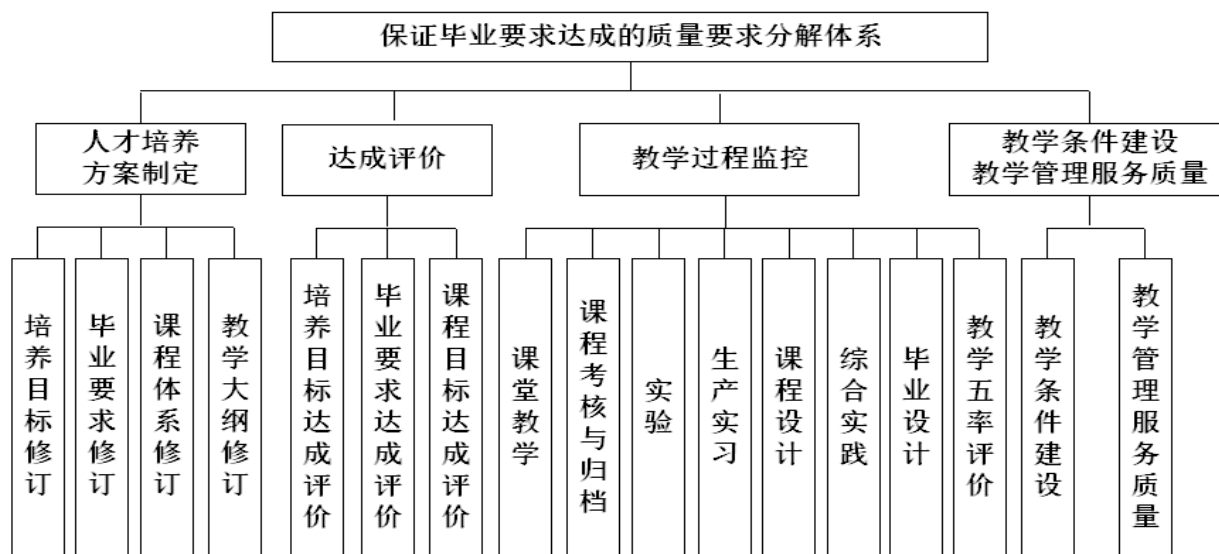 保证毕业要求达成的质量要求分解体系
人才培养
方案制定
达成评价
教学过程监控
教学条件建设
教学管理服务质量
培养目标修订
毕业要求修订
课程体系修订
教学大纲修订
培养目标达成评价
毕业要求达成评价
课程目标达成评价
课堂教学
课程考核与归档
实验
生产实习
课程设计
综合实践
毕业设计
教学五率评价
教学条件建设
教学管理服务质量